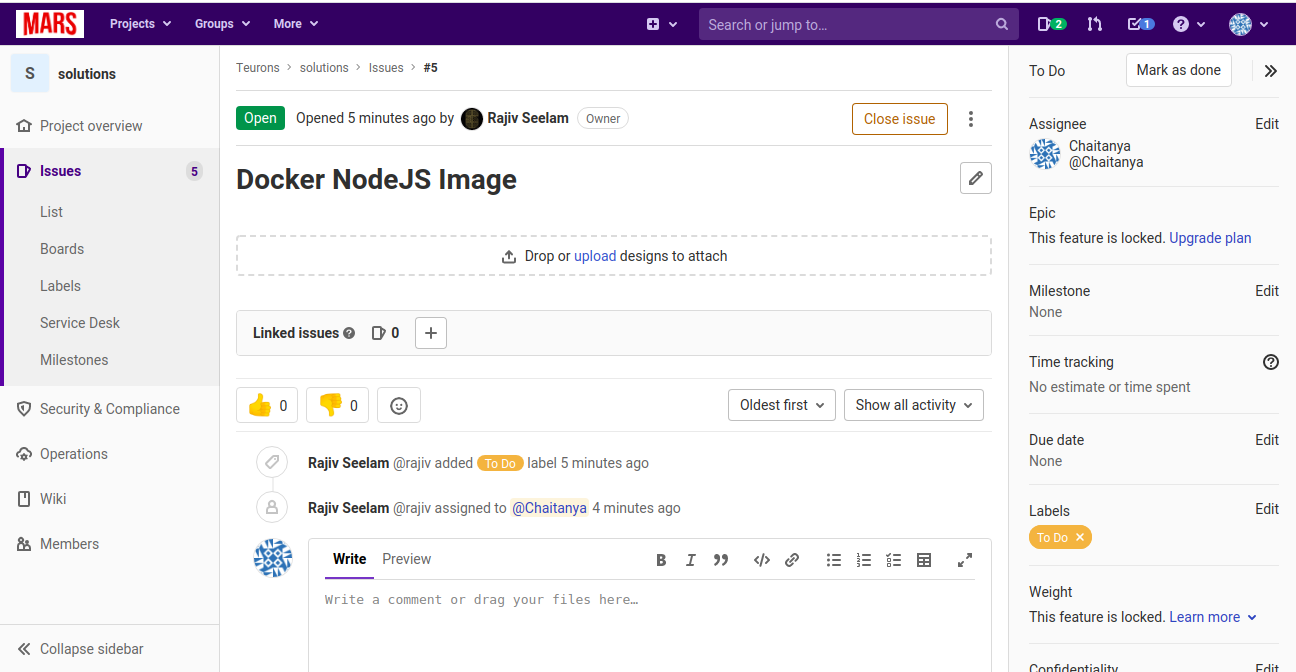 MARS Projects Groups More Search or jump to... 2 1
S solutions
Project overview
Issues 5
List
Boards
Labels
Service Desk
Milestones
Security & Compliance
Operations
Wiki
Members
Collapse sidebar
Teurons > solutions > Issues > #5
Open Opened 5 minutes ago by Rajiv Seelam Owner Close issue
Docker NodeJS Image
Drop or upload designs to attach
Linked issues 0
0 0 Oldest first Show all activity
Rajiv Seelam @rajiv added To Do label 5 minutes ago
Rajiv Seelam @rajiv assigned to @Chaitanya 4 minutes ago
Write Preview
Write a comment or drag your files here…
To Do Mark as done
Assignee Edit
Chaitanya
@Chaitanya
Epic
This feature is locked. Upgrade plan
Milestone Edit
None
Time tracking
No estimate or time spent
Due date Edit
None
Labels Edit
To Do ×
Weight
This feature is locked. Learn more
Confidentiality Edit